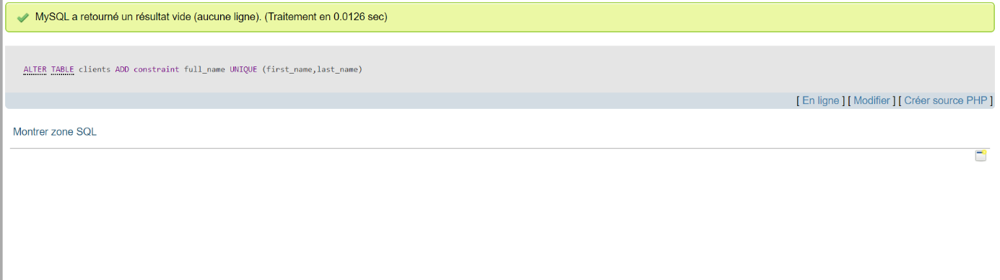 MySQL a retourné un résultat vide (aucune ligne). (Traitement en 0.0126 sec)
ALTER TABLE clients ADD constraint full_name UNIQUE (first_name,last_name)
[ En ligne ] [ Modifier ] [ Créer source PHP ]
Montrer zone SQL